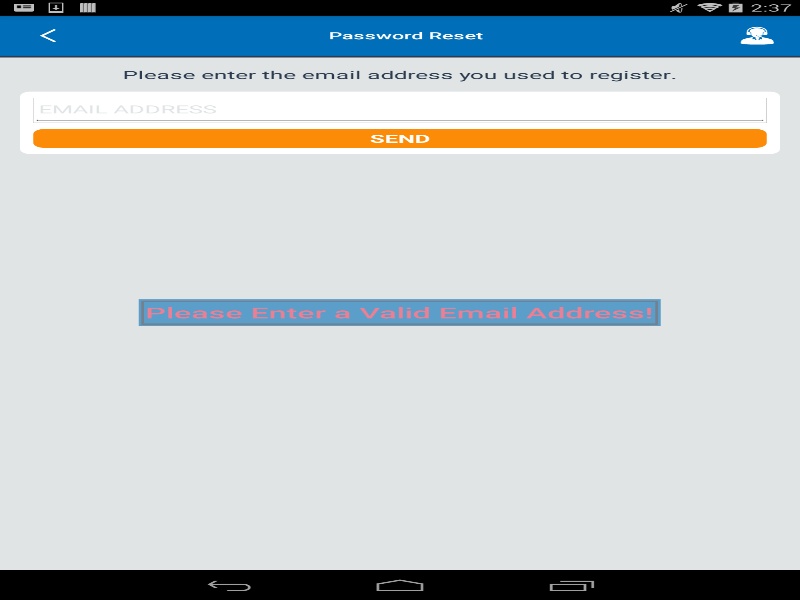 2:37
Password Reset
Please enter the email address you used to register.
EMAIL ADDRESS
SEND
Please Enter a Valid Email Address!